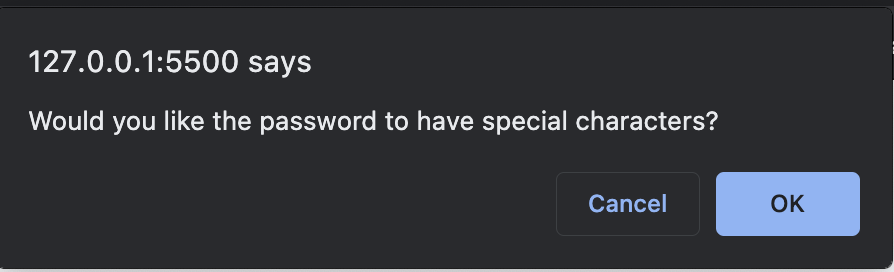 127.0.0.1:5500 says
Would you like the password to have special characters?
Cancel OK